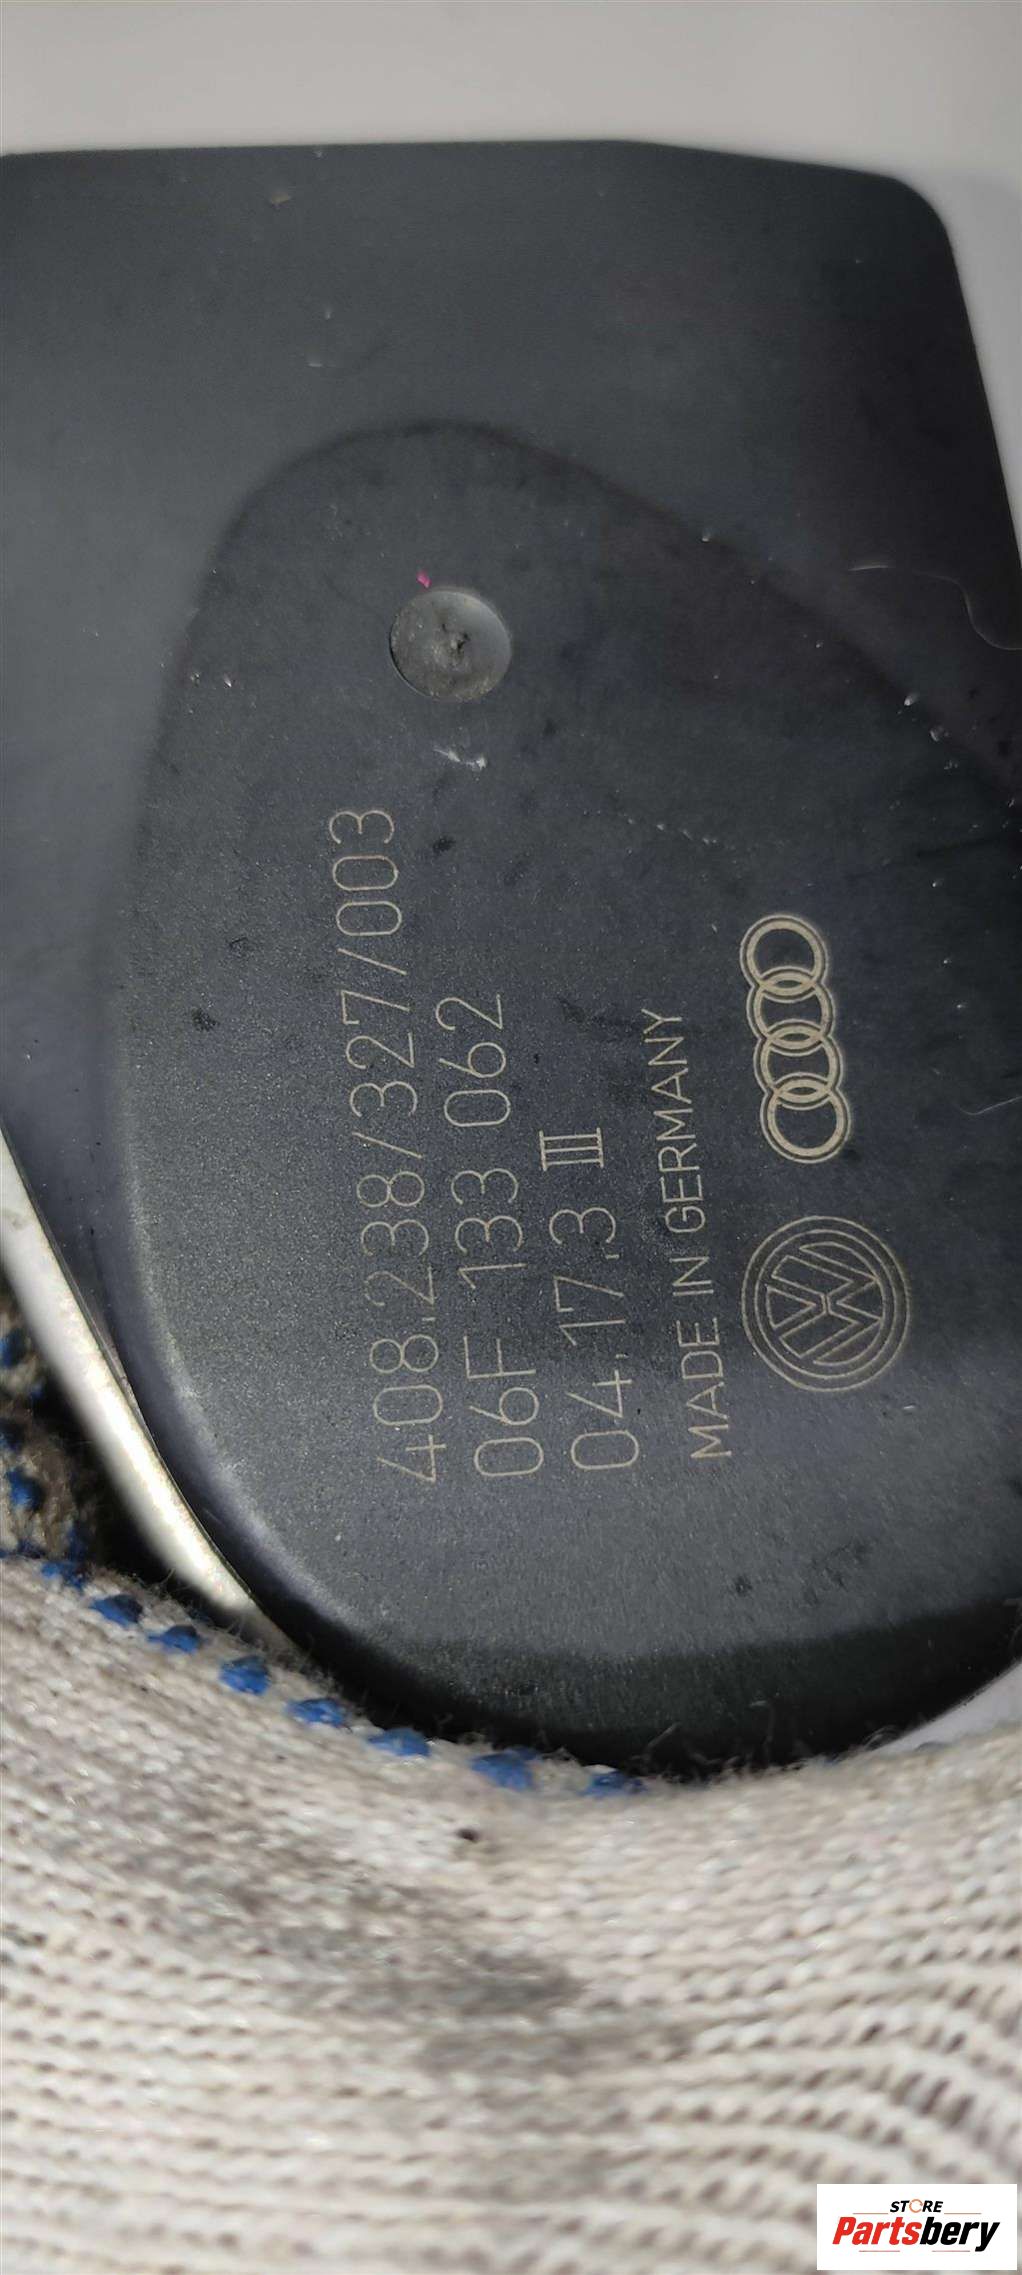 408.238/327/003
06F 133 062
04.17.3 III
MADE IN GERMANY
STORE
Partsbery